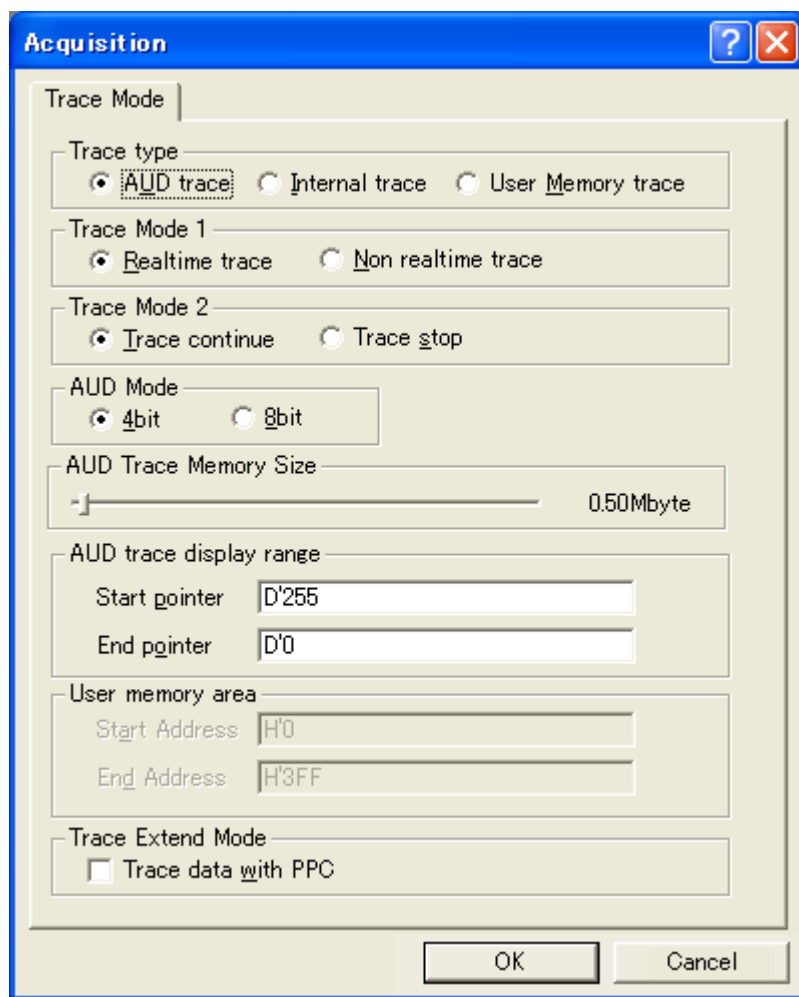 Acquisition
Trace Mode
Trace type
AUD trace Internal trace User Memory trace
Trace Mode 1
Realtime trace Non realtime trace
Trace Mode 2
Trace continue Trace stop
AUD Mode
4bit 8bit
AUD Trace Memory Size
0.50Mbyte
AUD trace display range
Start pointer D'255
End pointer D'0
User memory area
Start Address H'0
End Address H'3FF
Trace Extend Mode
Trace data with PPC
OK Cancel